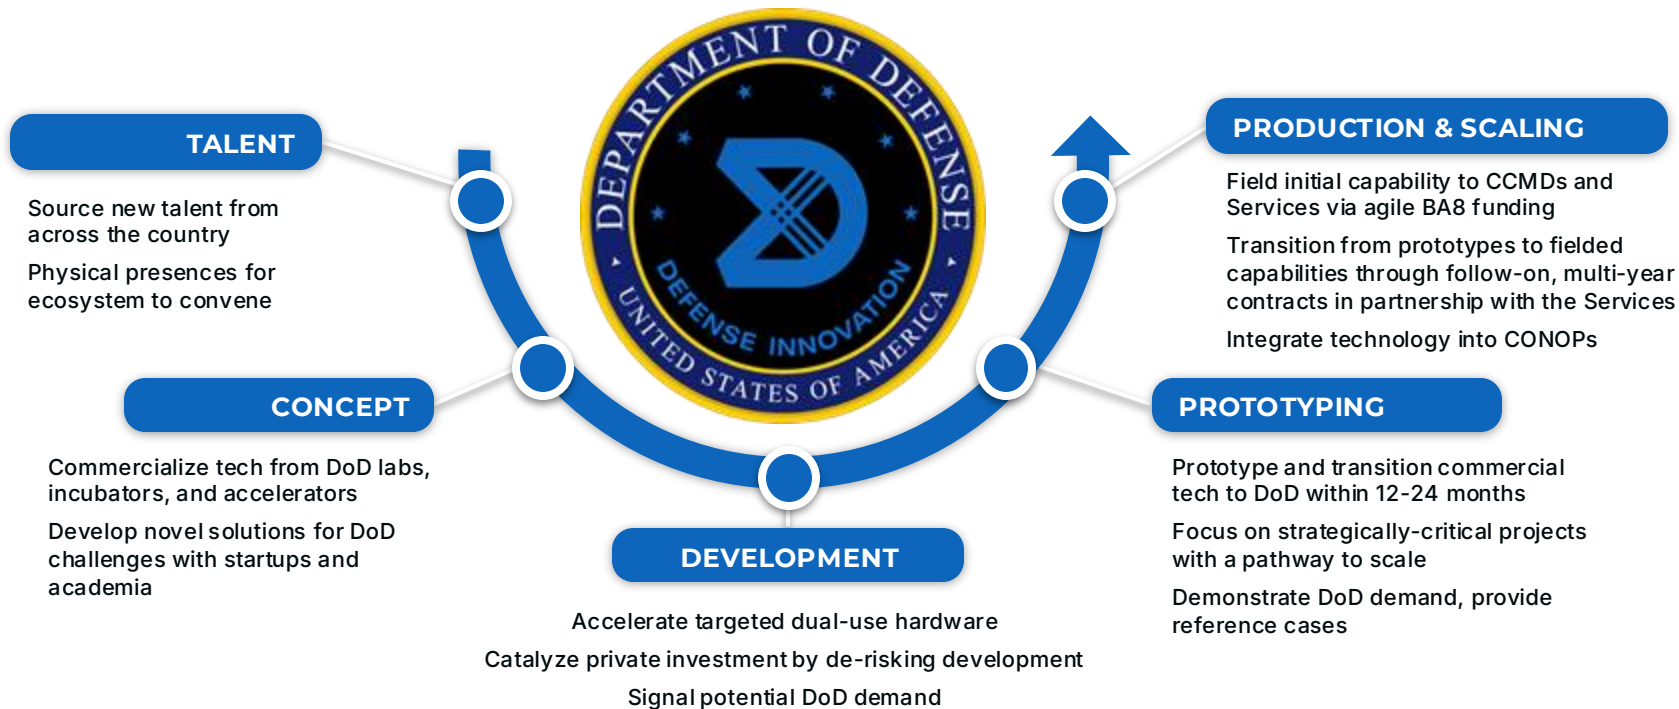 DEPARTMENT OF DEFENSE
DEFENSE INNOVATION
UNITED STATES OF AMERICA
TALENT
Source new talent from
across the country
Physical presences for
ecosystem to convene
CONCEPT
Commercialize tech from DoD labs,
incubators, and accelerators
Develop novel solutions for DoD
challenges with startups and
academia
DEVELOPMENT
Accelerate targeted dual-use hardware
Catalyze private investment by de-risking development
Signal potential DoD demand
PROTOTYPING
Prototype and transition commercial
tech to DoD within 12-24 months
Focus on strategically-critical projects
with a pathway to scale
Demonstrate DoD demand, provide
reference cases
PRODUCTION & SCALING
Field initial capability to CCMDs and
Services via agile BA8 funding
Transition from prototypes to fielded
capabilities through follow-on, multi-year
contracts in partnership with the Services
Integrate technology into CONOPs